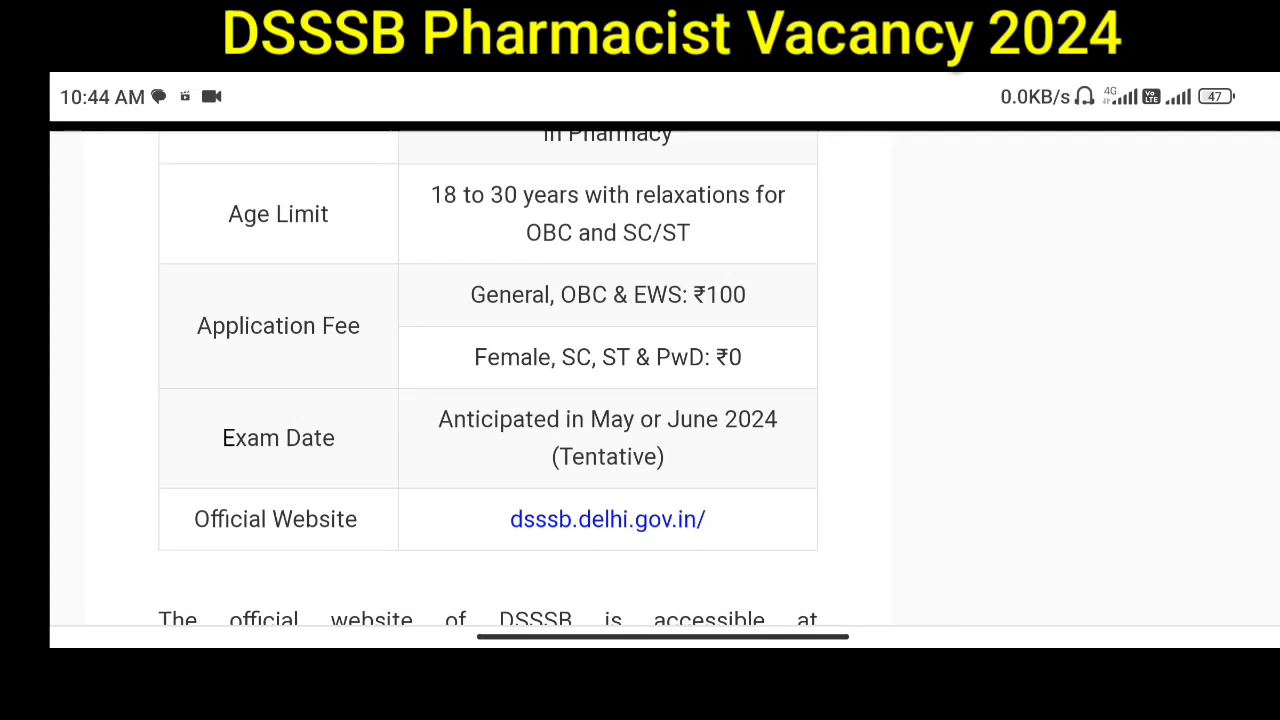 DSSSB Pharmacist Vacancy 2024
10:44 AM
0.0KB/s 4G Vo LTE 47
in Pharmacy
Age Limit
18 to 30 years with relaxations for
OBC and SC/ST
Application Fee
General, OBC & EWS: ₹100
Female, SC, ST & PwD: ₹0
Exam Date
Anticipated in May or June 2024
(Tentative)
Official Website
dsssb.delhi.gov.in/
The official website of DSSSB is accessible at